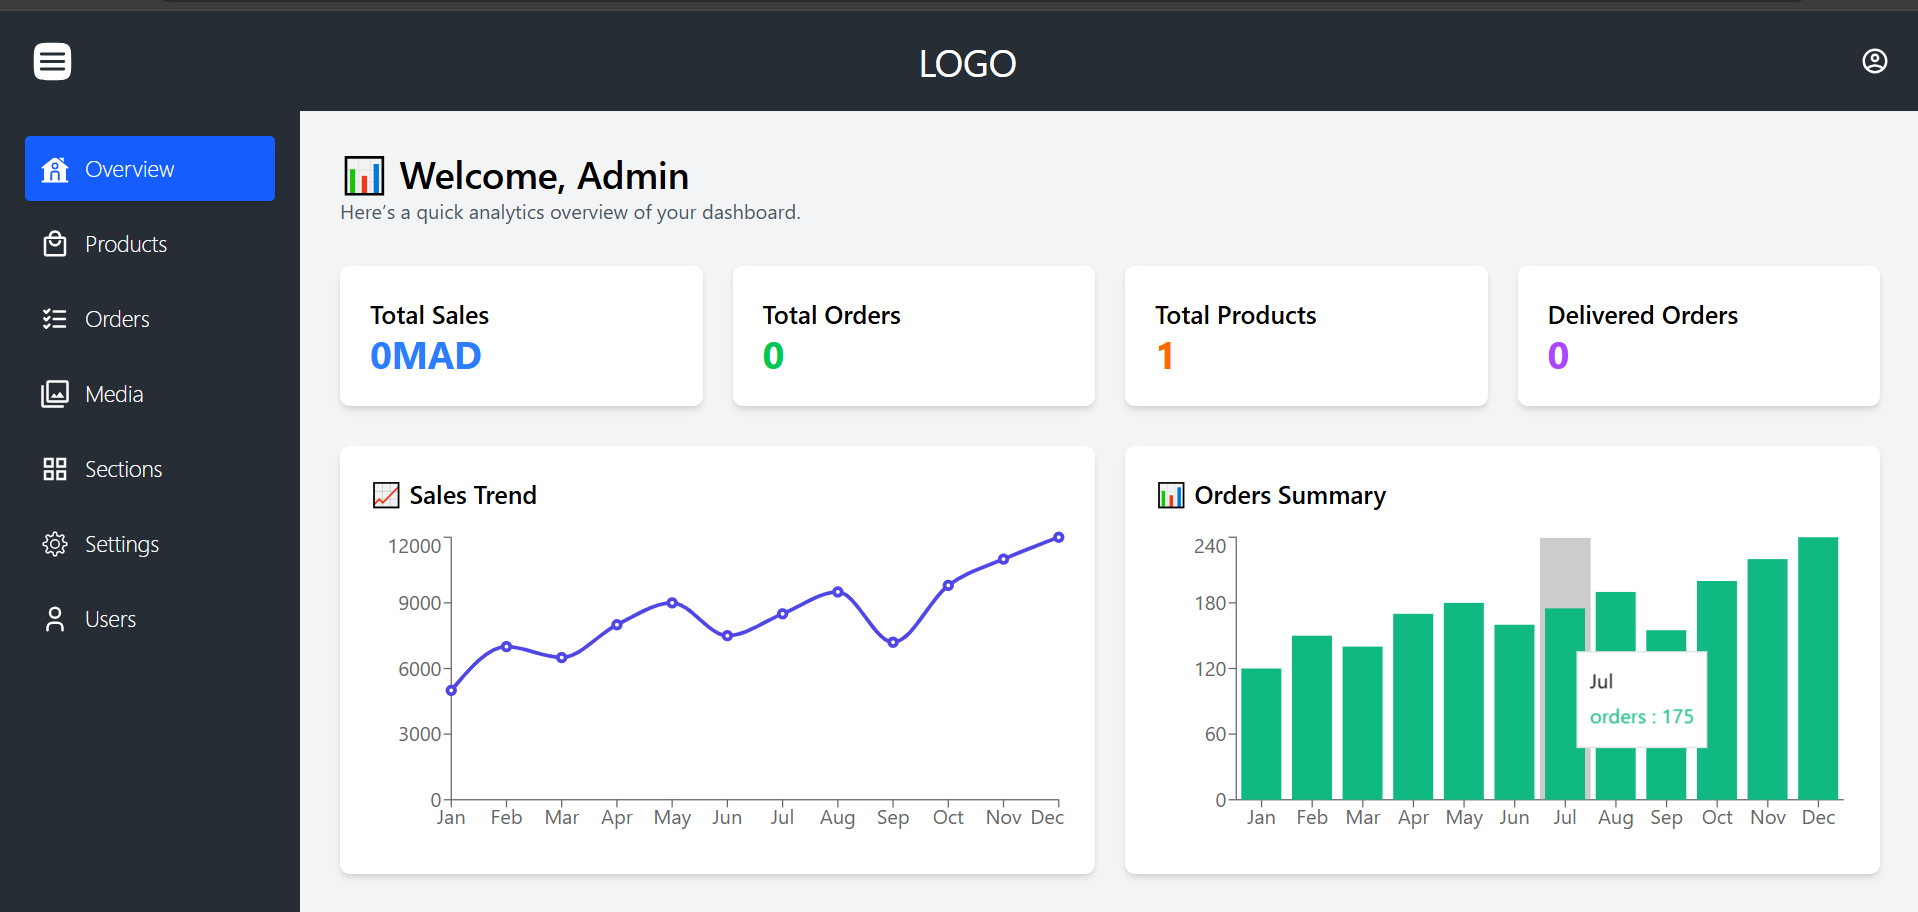 LOGO
Overview
Products
Orders
Media
Sections
Settings
Users
Welcome, Admin
Here’s a quick analytics overview of your dashboard.
Total Sales
0MAD
Total Orders
0
Total Products
1
Delivered Orders
0
Sales Trend
12000
9000
6000
3000
0
Jan Feb Mar Apr May Jun Jul Aug Sep Oct Nov Dec
Orders Summary
240
180
120
60
0
Jul
orders : 175
Jan Feb Mar Apr May Jun Jul Aug Sep Oct Nov Dec